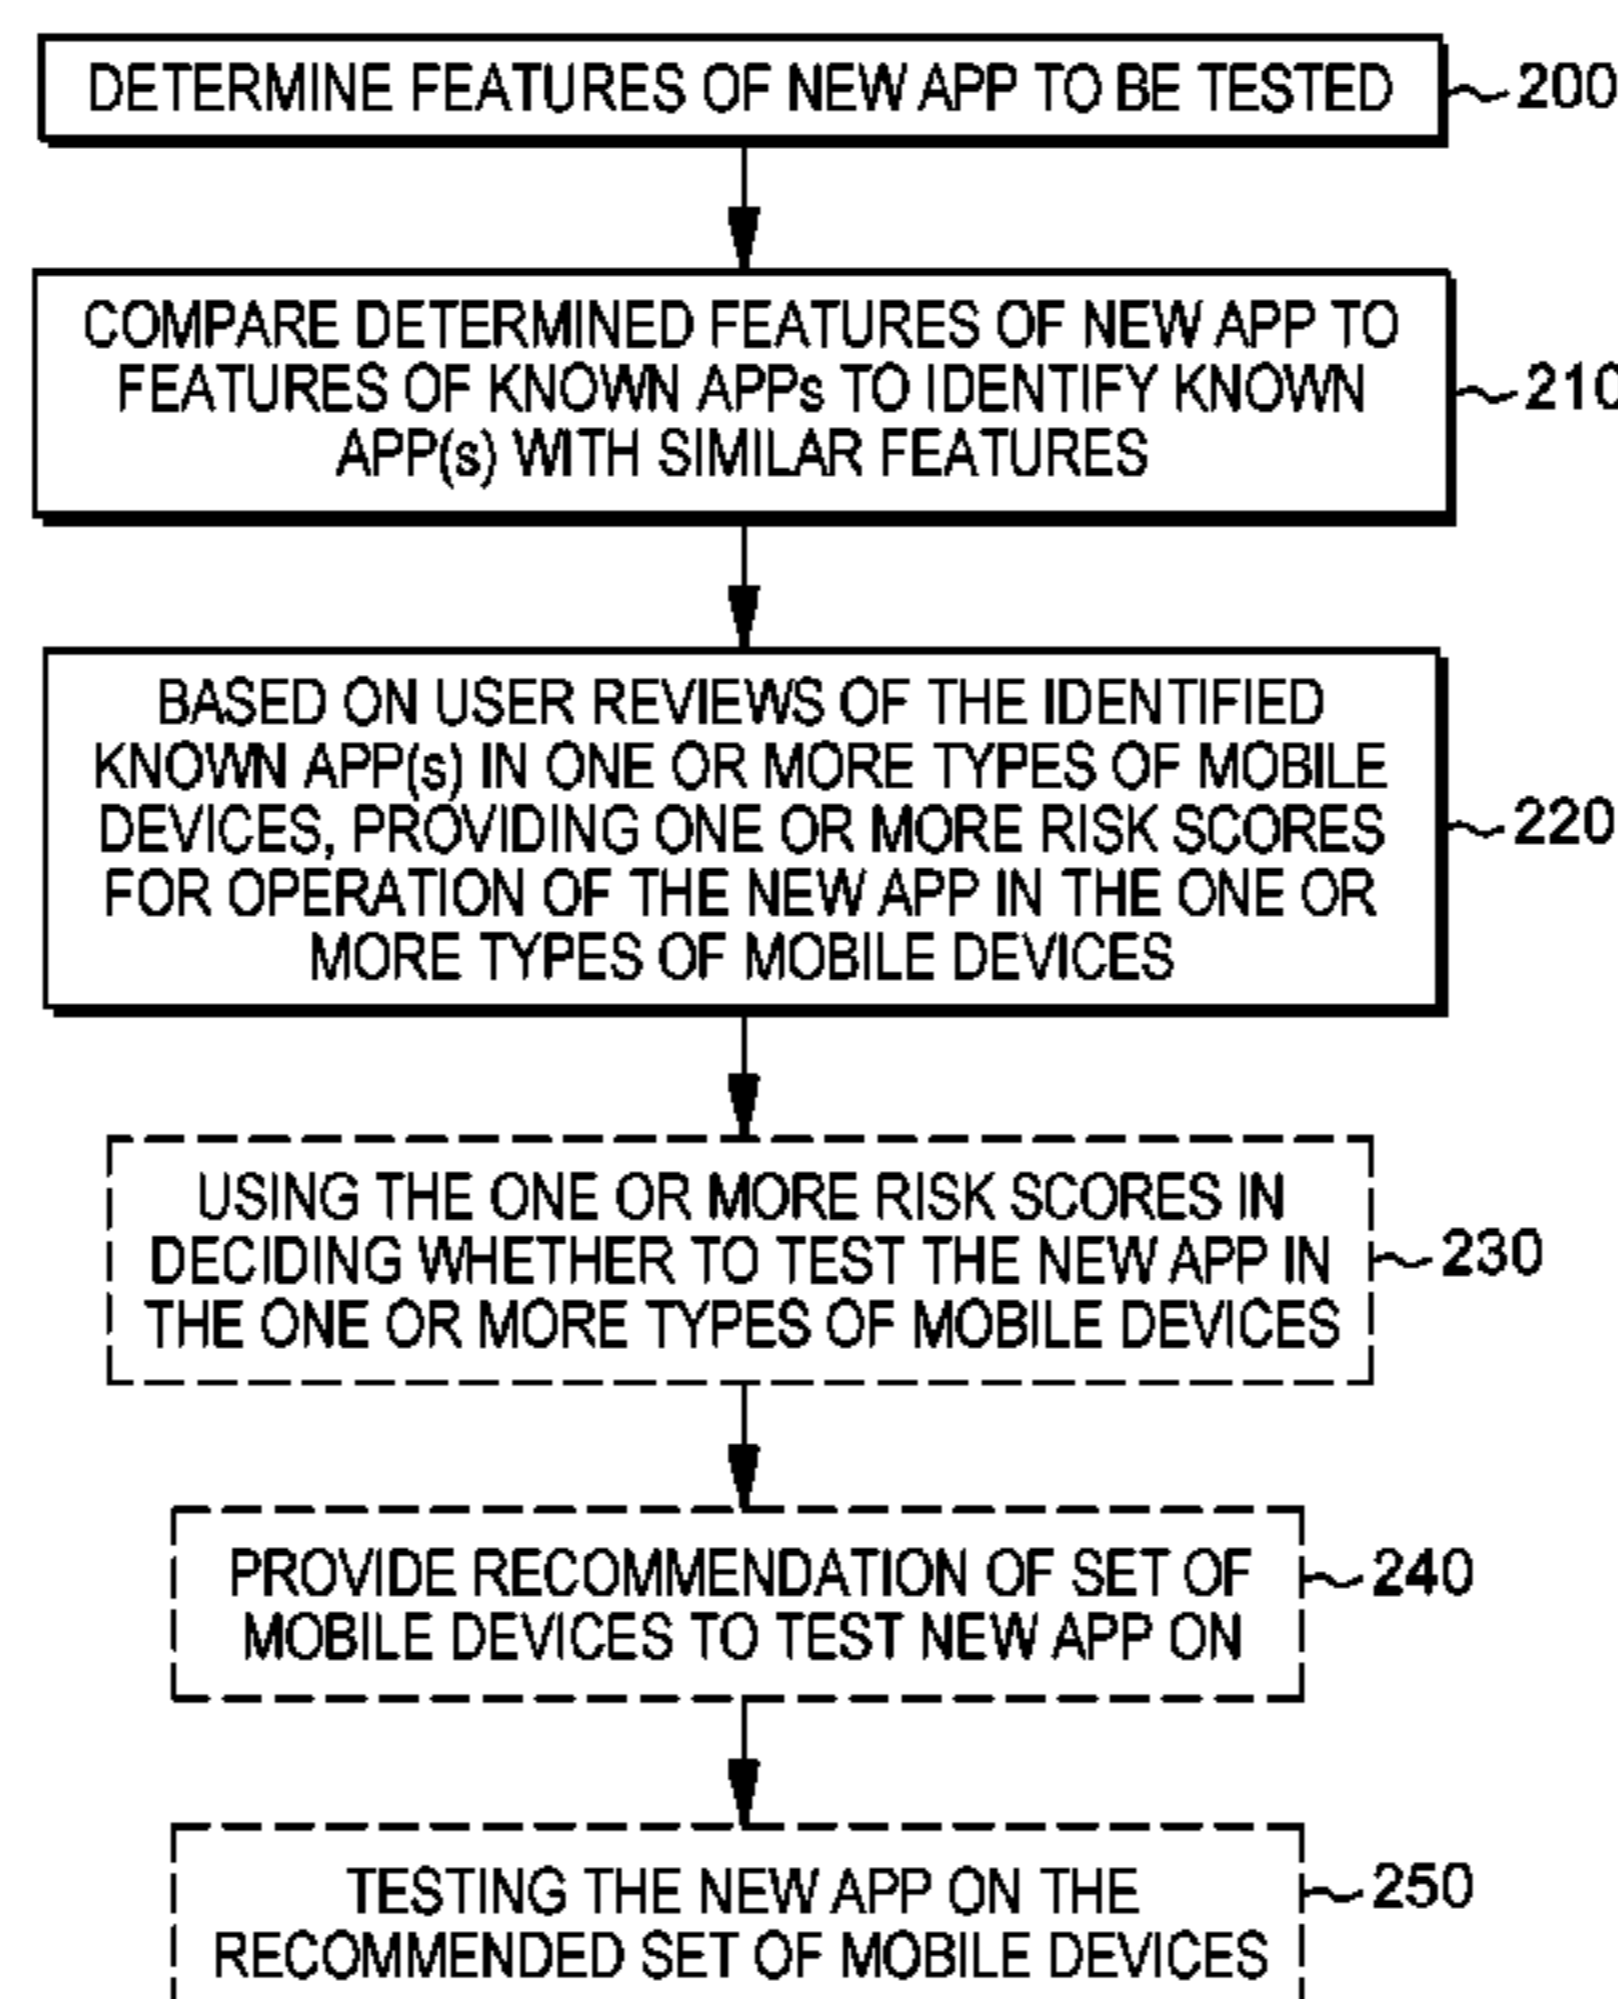 DETERMINE FEATURES OF NEW APP TO BE TESTED
200
COMPARE DETERMINED FEATURES OF NEW APP TO
FEATURES OF KNOWN APPs TO IDENTIFY KNOWN
APP(s) WITH SIMILAR FEATURES
210
BASED ON USER REVIEWS OF THE IDENTIFIED
KNOWN APP(s) IN ONE OR MORE TYPES OF MOBILE
DEVICES, PROVIDING ONE OR MORE RISK SCORES
FOR OPERATION OF THE NEW APP IN THE ONE OR
MORE TYPES OF MOBILE DEVICES
220
USING THE ONE OR MORE RISK SCORES IN
DECIDING WHETHER TO TEST THE NEW APP IN
THE ONE OR MORE TYPES OF MOBILE DEVICES
230
PROVIDE RECOMMENDATION OF SET OF
MOBILE DEVICES TO TEST NEW APP ON
240
TESTING THE NEW APP ON THE
RECOMMENDED SET OF MOBILE DEVICES
250